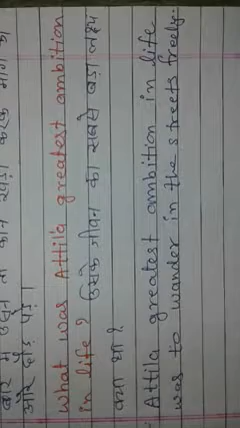 और दौड़ पड़े।
What was Attila greatest ambition
in life? उसके जीवन का सबसे बड़ा लक्ष्य
क्या था?
Attila greatest ambition in life
was to wander in the streets freely.